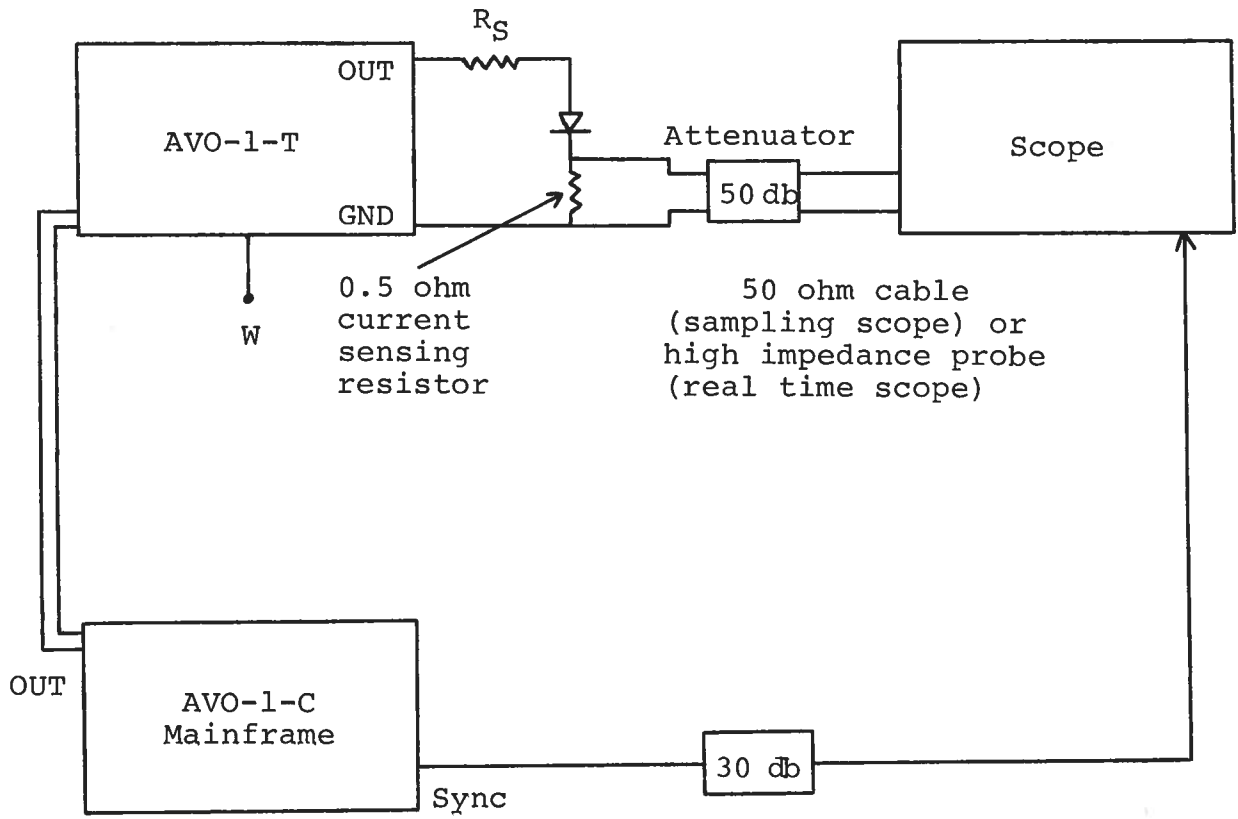 R_S
OUT
AVO-1-T
Attenuator
Scope
50 db
GND
0.5 ohm
current
sensing
resistor
50 ohm cable
(sampling scope) or
high impedance probe
(real time scope)
W
OUT
AVO-1-C
Mainframe
30 db
Sync